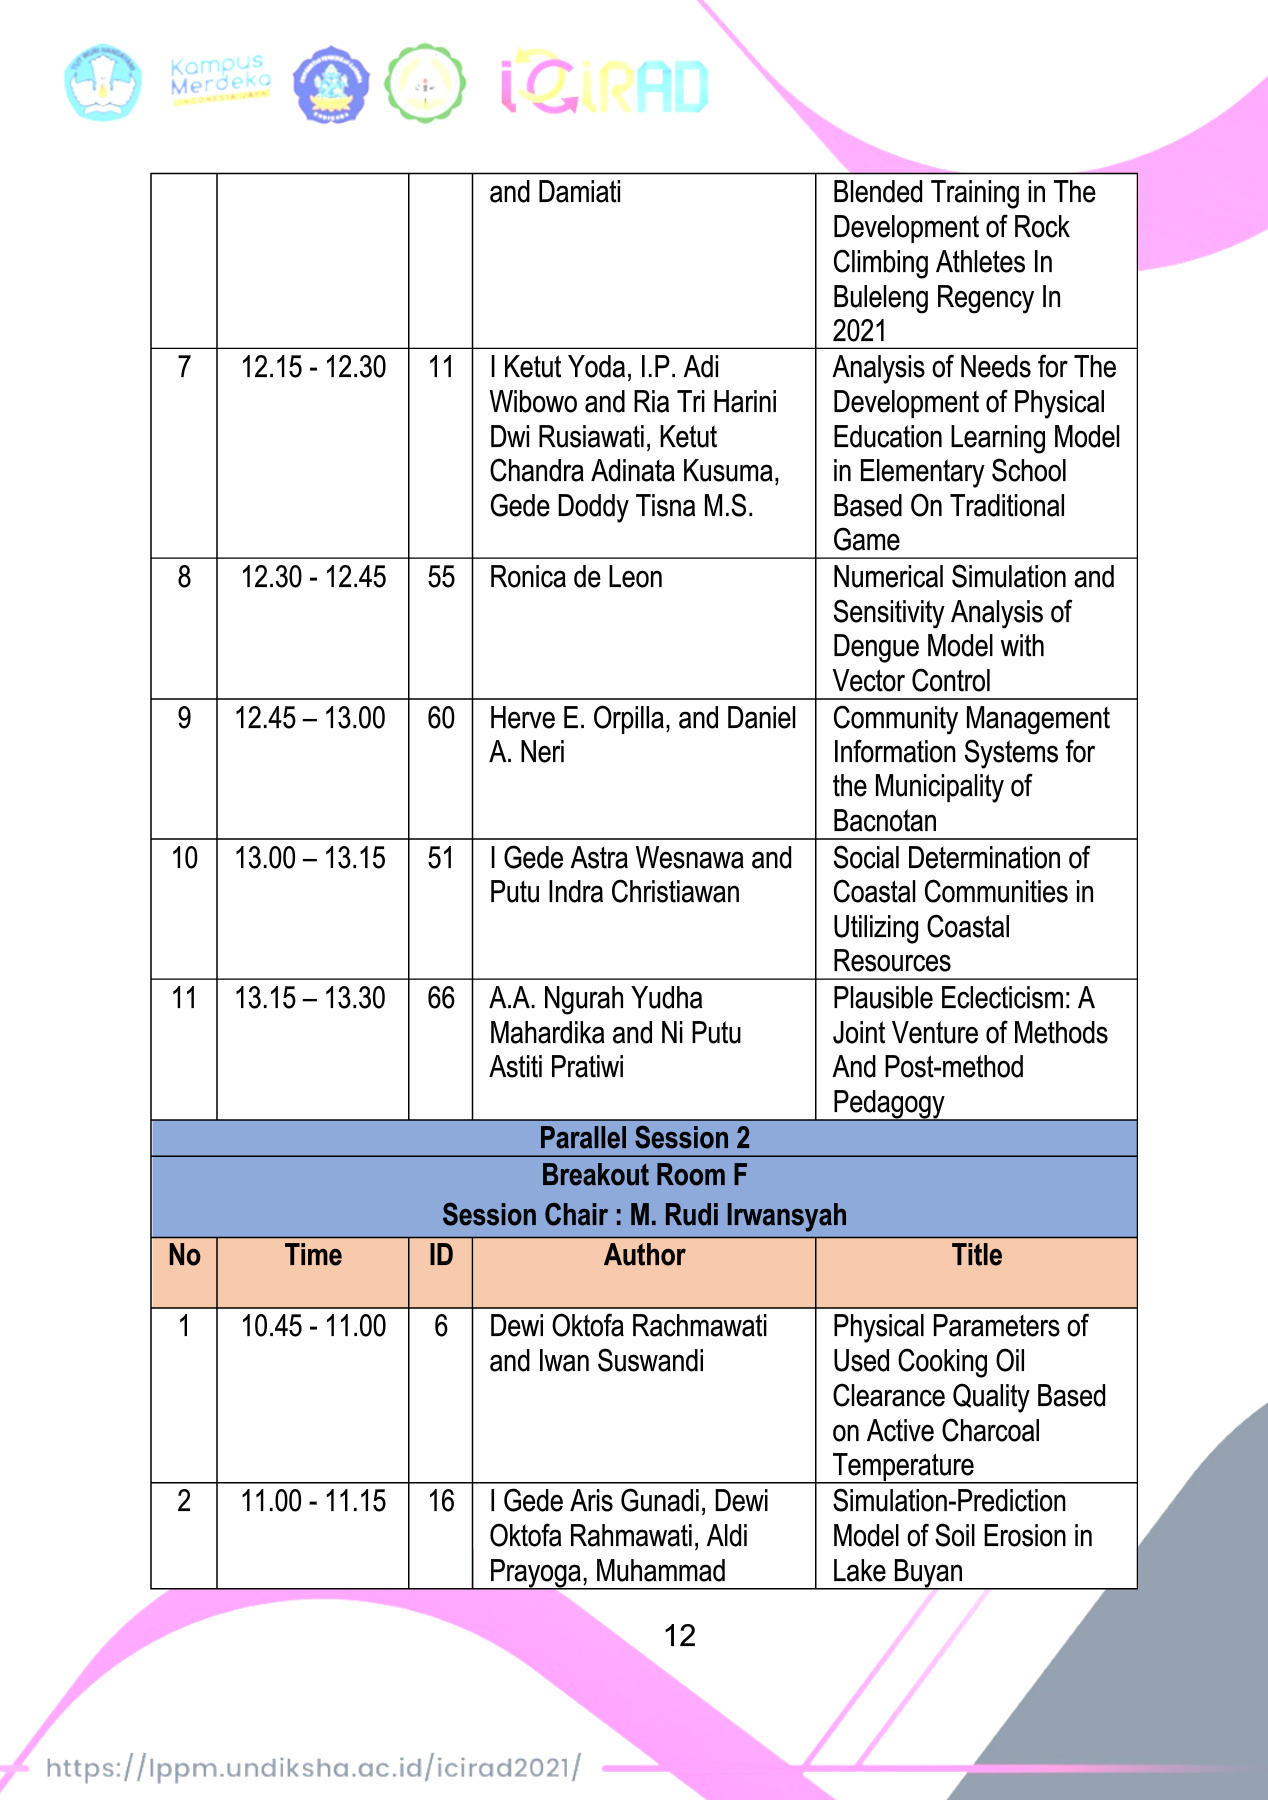 Kampus
Merdeka
INDONESIA JAYA
iCiRAD
and Damiati
Blended Training in The
Development of Rock
Climbing Athletes In
Buleleng Regency In
2021
7
12.15 - 12.30
11
I Ketut Yoda, I.P. Adi
Wibowo and Ria Tri Harini
Dwi Rusiawati, Ketut
Chandra Adinata Kusuma,
Gede Doddy Tisna M.S.
Analysis of Needs for The
Development of Physical
Education Learning Model
in Elementary School
Based On Traditional
Game
8
12.30 - 12.45
55
Ronica de Leon
Numerical Simulation and
Sensitivity Analysis of
Dengue Model with
Vector Control
9
12.45 – 13.00
60
Herve E. Orpilla, and Daniel
A. Neri
Community Management
Information Systems for
the Municipality of
Bacnotan
10
13.00 – 13.15
51
I Gede Astra Wesnawa and
Putu Indra Christiawan
Social Determination of
Coastal Communities in
Utilizing Coastal
Resources
11
13.15 – 13.30
66
A.A. Ngurah Yudha
Mahardika and Ni Putu
Astiti Pratiwi
Plausible Eclecticism: A
Joint Venture of Methods
And Post-method
Pedagogy
Parallel Session 2
Breakout Room F
Session Chair : M. Rudi Irwansyah
No
Time
ID
Author
Title
1
10.45 - 11.00
6
Dewi Oktofa Rachmawati
and Iwan Suswandi
Physical Parameters of
Used Cooking Oil
Clearance Quality Based
on Active Charcoal
Temperature
2
11.00 - 11.15
16
I Gede Aris Gunadi, Dewi
Oktofa Rahmawati, Aldi
Prayoga, Muhammad
Simulation-Prediction
Model of Soil Erosion in
Lake Buyan
12
https://lppm.undiksha.ac.id/icirad2021/